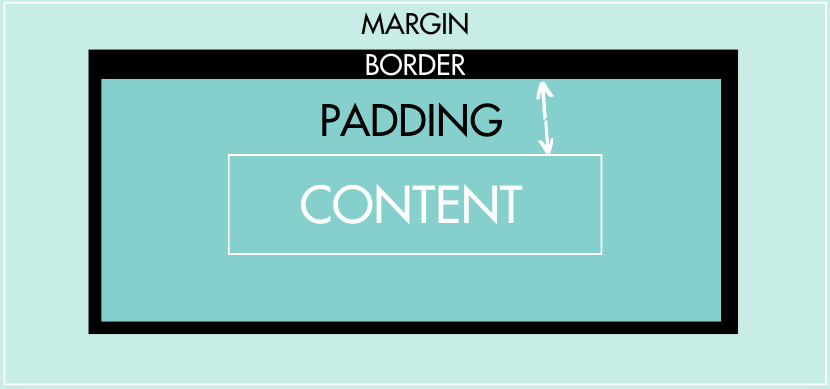 MARGIN
BORDER
PADDING
CONTENT